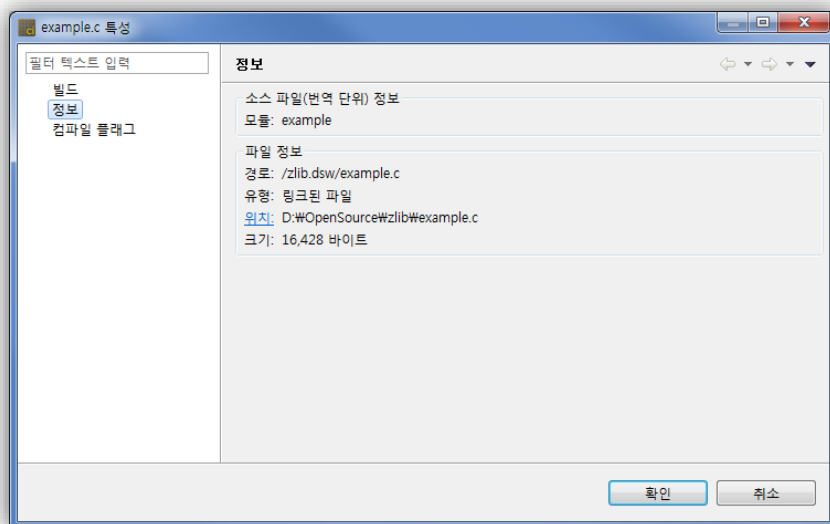 example.c 특성
필터 텍스트 입력
빌드
정보
컴파일 플래그
정보
소스 파일(번역 단위) 정보
모듈: example
파일 정보
경로: /zlib.dsw/example.c
유형: 링크된 파일
위치: D:₩OpenSource₩zlib₩example.c
크기: 16,428 바이트
확인
취소